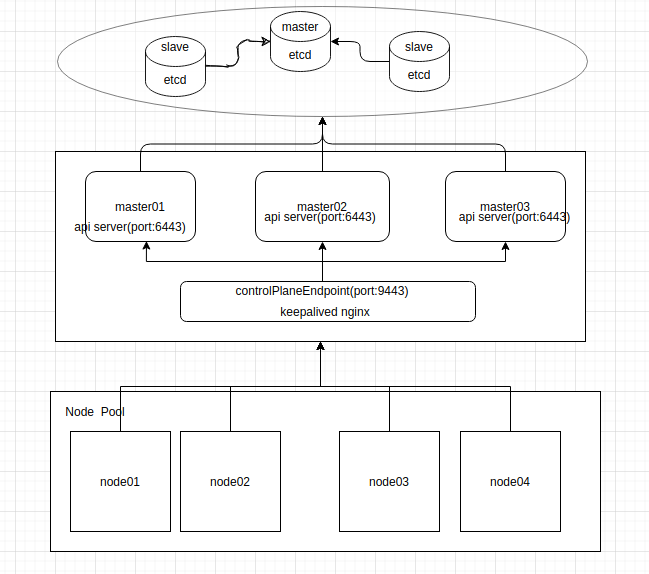 master
etcd
slave
etcd
slave
etcd
master01
api server(port:6443)
master02
api server(port:6443)
master03
api server(port:6443)
controlPlaneEndpoint(port:9443)
keepalived nginx
Node Pool
node01
node02
node03
node04